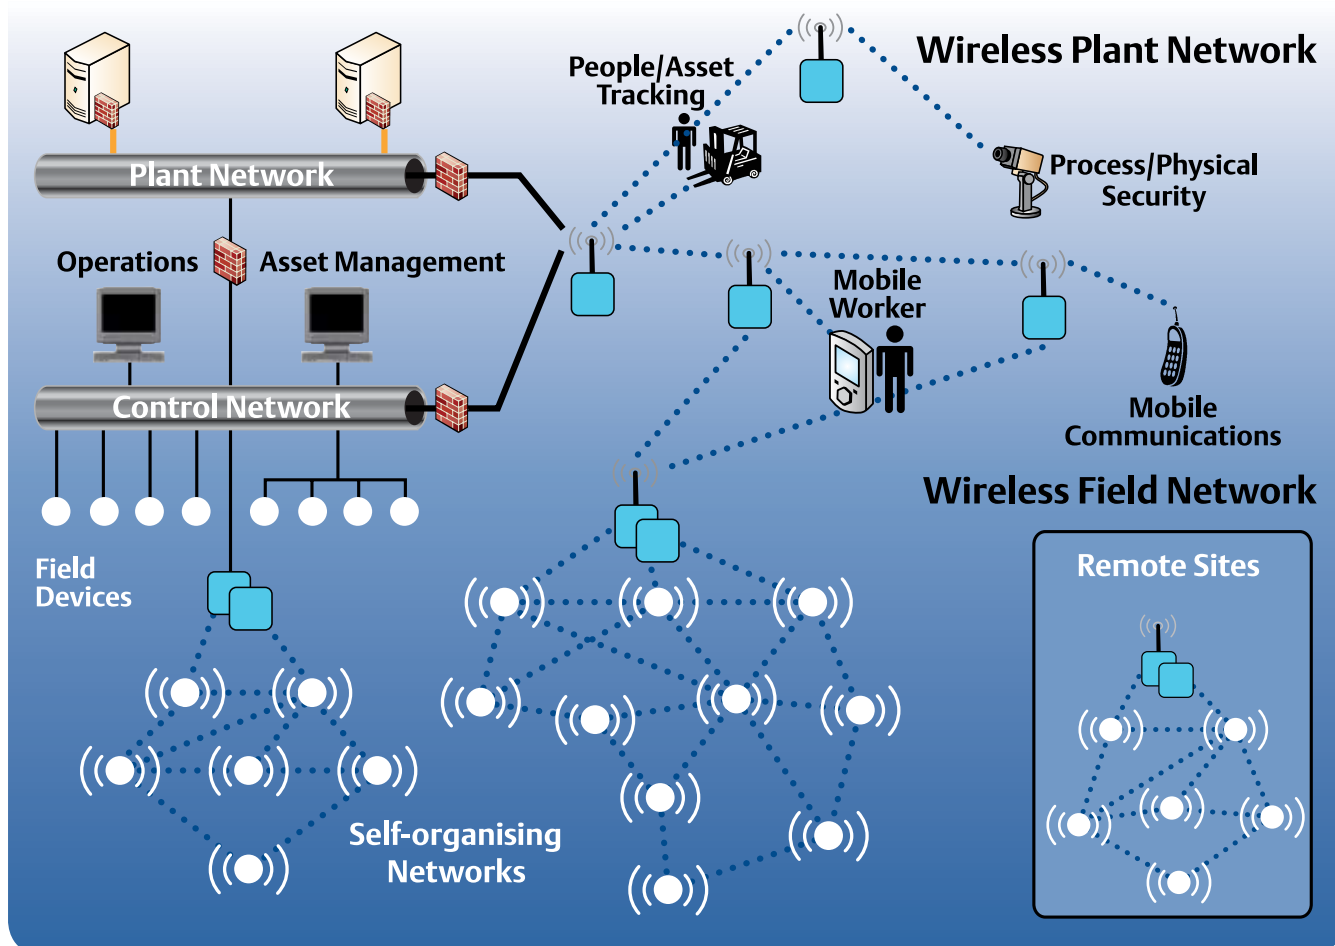 Wireless Plant Network
People/Asset
Tracking
Plant Network
Process/Physical
Security
Operations
Asset Management
Mobile
Worker
Control Network
Mobile
Communications
Wireless Field Network
Field
Devices
Remote Sites
Self-organising
Networks